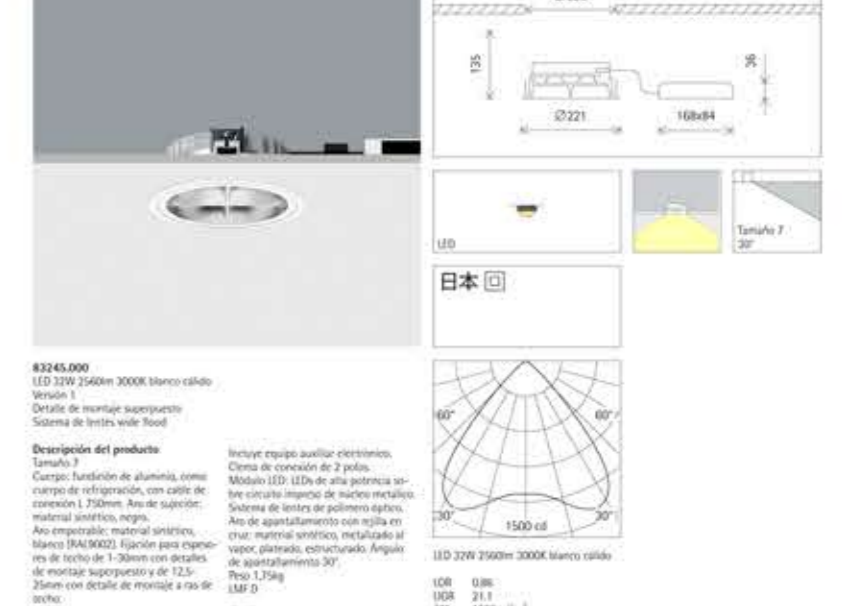 135
36
Ø221
168x84
LED
Tamaño 7
30°
日本
83245.000
LED 32W 2560lm 3000K blanco cálido
Versión 1
Detalle de montaje superpuesto
Sistema de lentes wide flood
Descripción del producto
Tamaño 7
Cuerpo: fundición de aluminio, como
cuerpo de refrigeración, con cable de
conexión L 750mm. Aro de sujeción:
material sintético, negro.
Aro empotrable: material sintético,
blanco (RAL9002). Fijación para espeso-
res de techo de 1-30mm con detalles
de montaje superpuesto y de 12,5-
25mm con detalle de montaje a ras de
techo.
Incluye equipo auxiliar electrónico.
Clema de conexión de 2 polos.
Módulo LED: LEDs de alta potencia so-
bre circuito impreso de núcleo metálico.
Sistema de lentes de polímero óptico.
Aro de apantallamiento con rejilla en
cruz: material sintético, metalizado al
vapor, plateado, estructurado. Ángulo
de apantallamiento 30°.
Peso 1,75kg
LMF D
60° 60°
30° 30°
1500 cd
LED 32W 2560lm 3000K blanco cálido
LOR 0,86
UGR 21.1